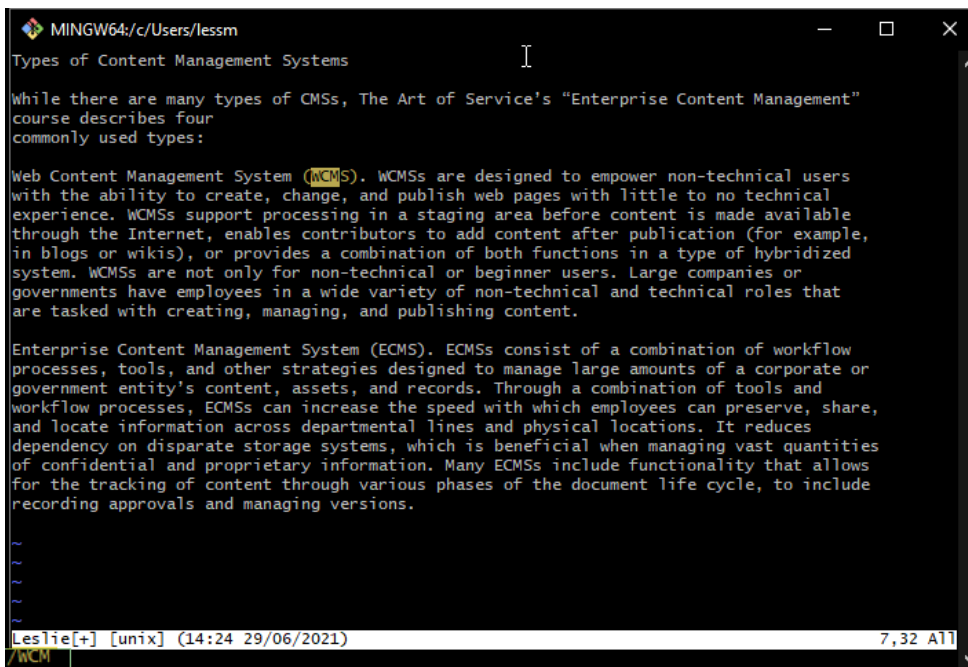 MINGW64:/c/Users/lessm
Types of Content Management Systems
While there are many types of CMSs, The Art of Service’s “Enterprise Content Management”
course describes four
commonly used types:
Web Content Management System (WCMS). WCMSs are designed to empower non-technical users
with the ability to create, change, and publish web pages with little to no technical
experience. WCMSs support processing in a staging area before content is made available
through the Internet, enables contributors to add content after publication (for example,
in blogs or wikis), or provides a combination of both functions in a type of hybridized
system. WCMSs are not only for non-technical or beginner users. Large companies or
governments have employees in a wide variety of non-technical and technical roles that
are tasked with creating, managing, and publishing content.
Enterprise Content Management System (ECMS). ECMSs consist of a combination of workflow
processes, tools, and other strategies designed to manage large amounts of a corporate or
government entity’s content, assets, and records. Through a combination of tools and
workflow processes, ECMSs can increase the speed with which employees can preserve, share,
and locate information across departmental lines and physical locations. It reduces
dependency on disparate storage systems, which is beneficial when managing vast quantities
of confidential and proprietary information. Many ECMSs include functionality that allows
for the tracking of content through various phases of the document life cycle, to include
recording approvals and managing versions.
~
~
~
~
~
Leslie[+] [unix] (14:24 29/06/2021) 7,32 All
/WCM